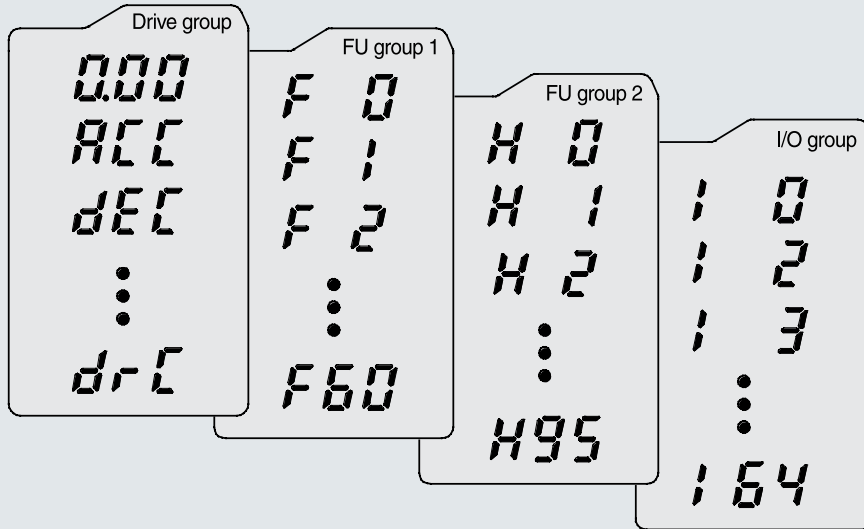 Drive group
0.00
ACC
dEC
drC
FU group 1
F 0
F 1
F 2
F60
FU group 2
H 0
H 1
H 2
H95
I/O group
I 0
I 2
I 3
I 64